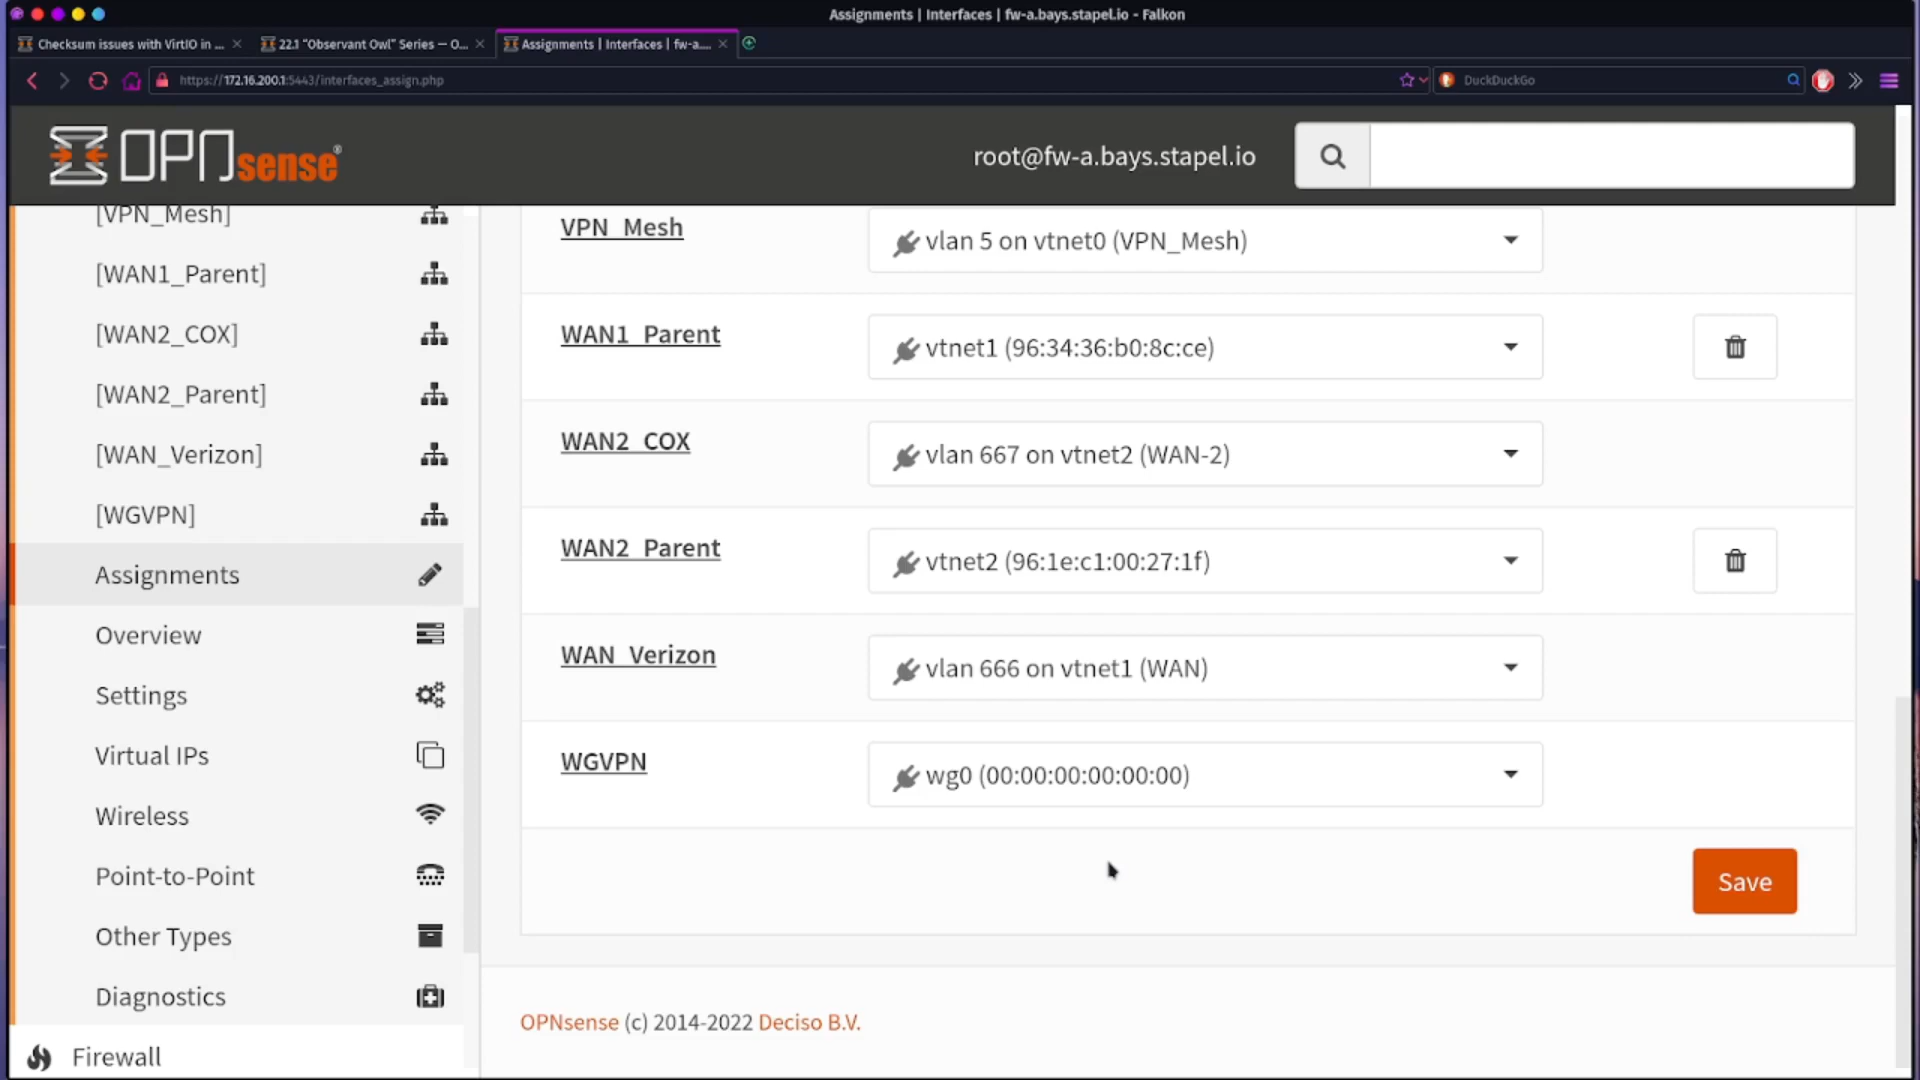 Assignments | Interfaces | fw-a.bays.stapel.io - Falkon
Checksum issues with VirtIO in ...
22.1 "Observant Owl" Series — O...
Assignments | Interfaces | fw-a....
https://172.16.200.1:5443/interfaces_assign.php
DuckDuckGo
OPNsense®
root@fw-a.bays.stapel.io
[VPN_Mesh]
[WAN1_Parent]
[WAN2_COX]
[WAN2_Parent]
[WAN_Verizon]
[WGVPN]
Assignments
Overview
Settings
Virtual IPs
Wireless
Point-to-Point
Other Types
Diagnostics
Firewall
VPN_Mesh
vlan 5 on vtnet0 (VPN_Mesh)
WAN1_Parent
vtnet1 (96:34:36:b0:8c:ce)
WAN2_COX
vlan 667 on vtnet2 (WAN-2)
WAN2_Parent
vtnet2 (96:1e:c1:00:27:1f)
WAN_Verizon
vlan 666 on vtnet1 (WAN)
WGVPN
wg0 (00:00:00:00:00:00)
Save
OPNsense (c) 2014-2022 Deciso B.V.